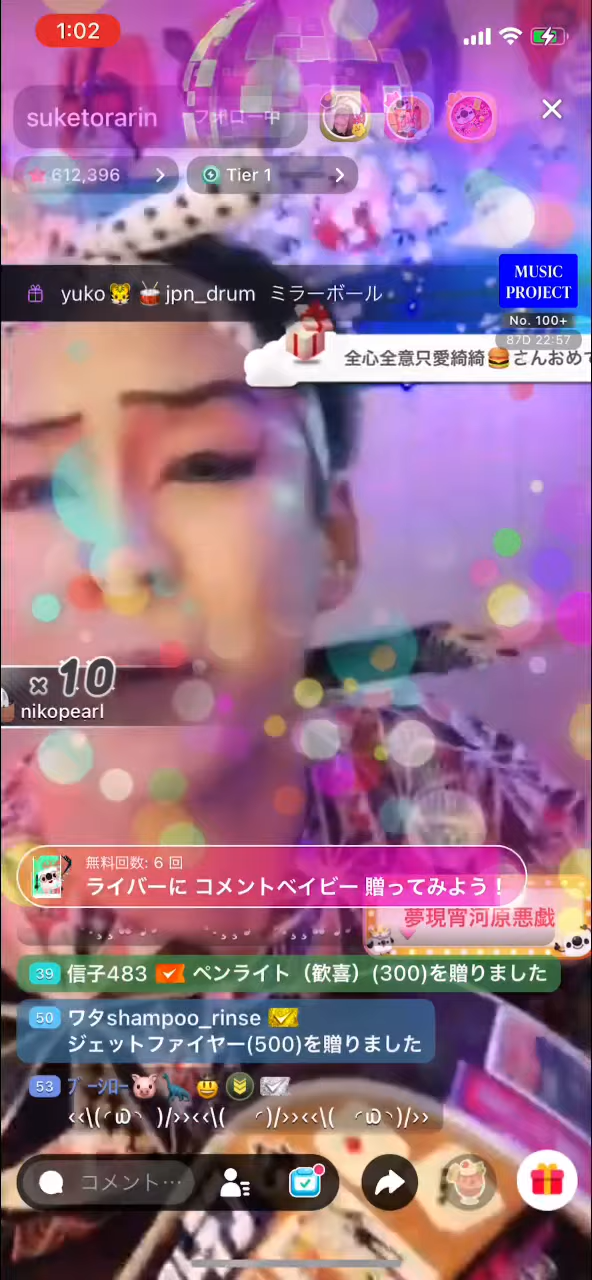 1:02
suketorarin
フォロー中
612,396
Tier 1
yuko🐯🥁jpn_drum ミラーボール
MUSIC
PROJECT
No. 100+
87D 22:57
全心全意只愛綺綺🍔さんおめで
× 10
nikopearl
無料回数: 6 回
ライバーに コメントベイビー 贈ってみよう！
夢現宵河原悪戯
39 信子483 ペンライト（歓喜）(300)を贈りました
50 ワタshampoo_rinse
ジェットファイヤー(500)を贈りました
53 ﾌﾞｰｼﾛｰ🐷🦕😃
コメント…